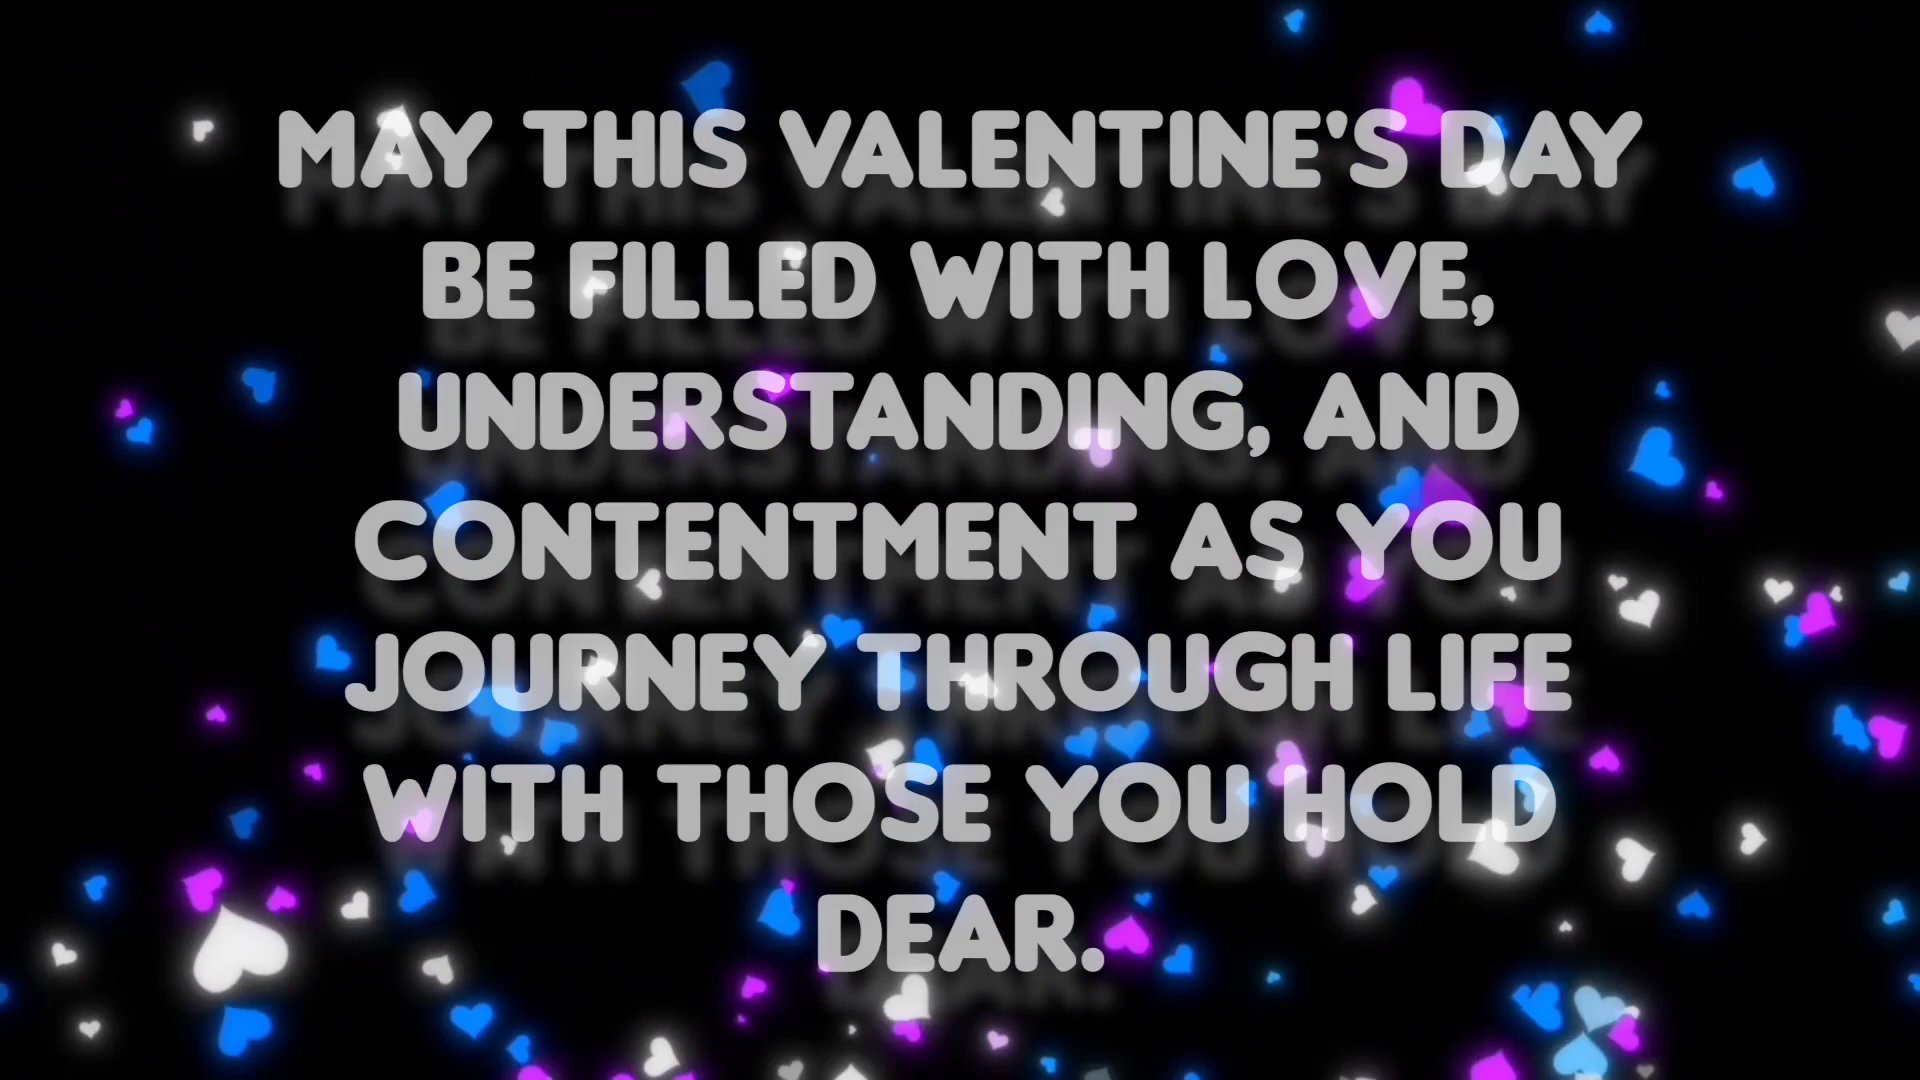 MAY THIS VALENTINE'S DAY
BE FILLED WITH LOVE,
UNDERSTANDING, AND
CONTENTMENT AS YOU
JOURNEY THROUGH LIFE
WITH THOSE YOU HOLD
DEAR.